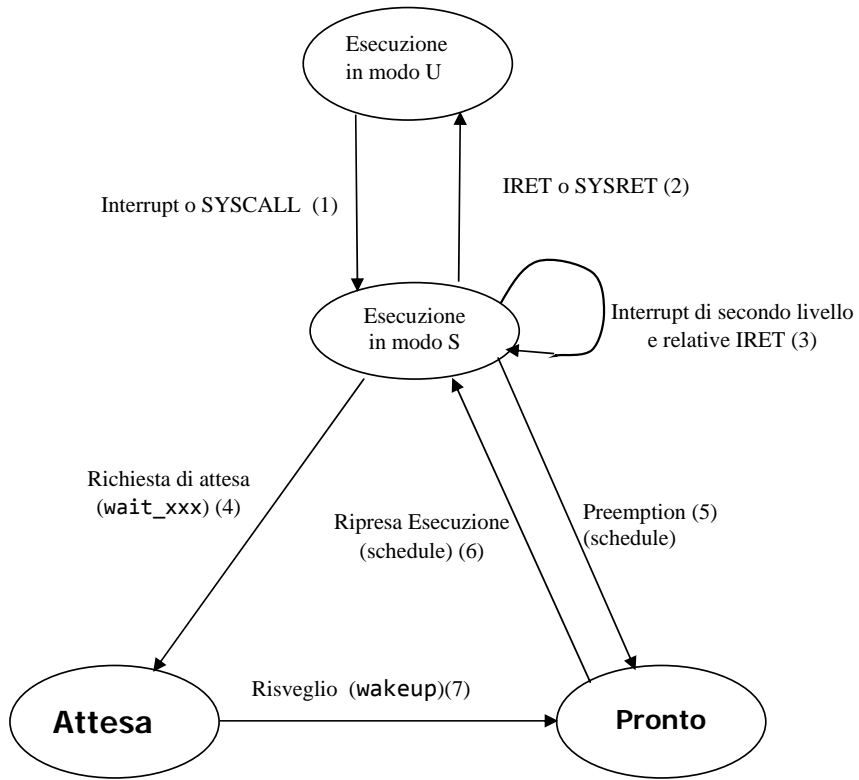 Esecuzione
in modo U
Interrupt o SYSCALL (1)
IRET o SYSRET (2)
Esecuzione
in modo S
Interrupt di secondo livello
e relative IRET (3)
Richiesta di attesa
(wait_xxx) (4)
Ripresa Esecuzione
(schedule) (6)
Preemption (5)
(schedule)
Attesa
Risveglio (wakeup)(7)
Pronto